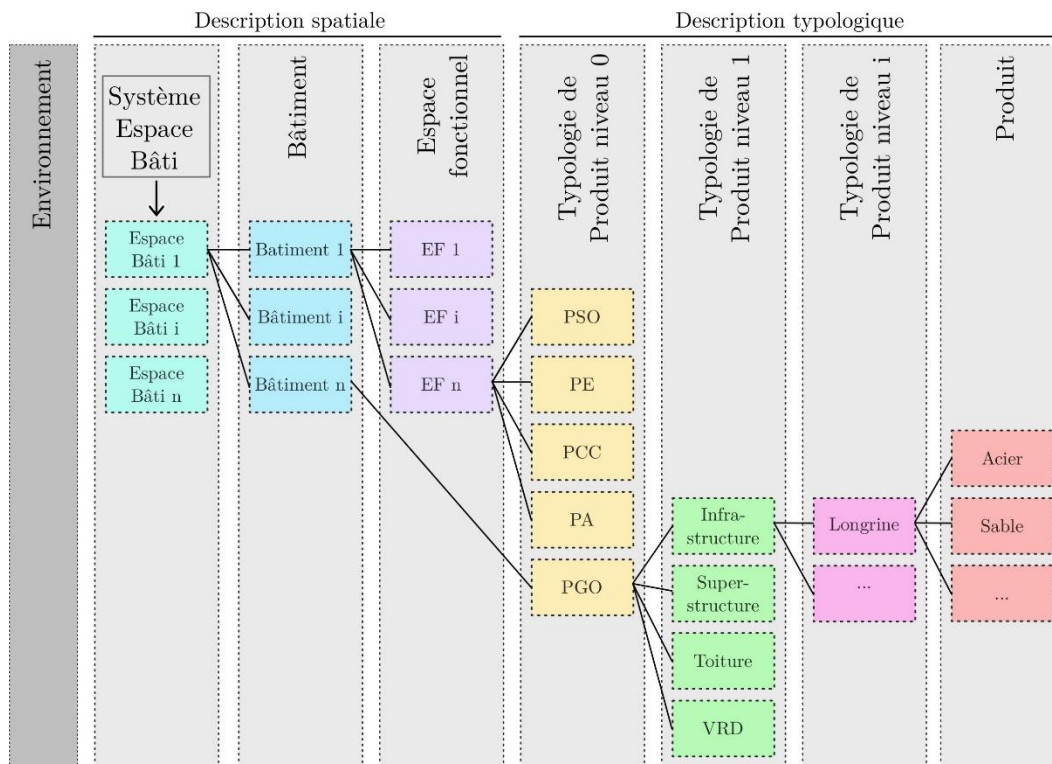 Description spatiale
Description typologique
Environnement
Système
Espace
Bâti
Bâtiment
Espace
fonctionnel
Typologie de
Produit niveau 0
Typologie de
Produit niveau 1
Typologie de
Produit niveau i
Produit
Espace
Bâti 1
Espace
Bâti i
Espace
Bâti n
Batiment 1
Bâtiment i
Bâtiment n
EF 1
EF i
EF n
PSO
PE
PCC
PA
PGO
Infra-
structure
Super-
structure
Toiture
VRD
Longrine
...
Acier
Sable
...